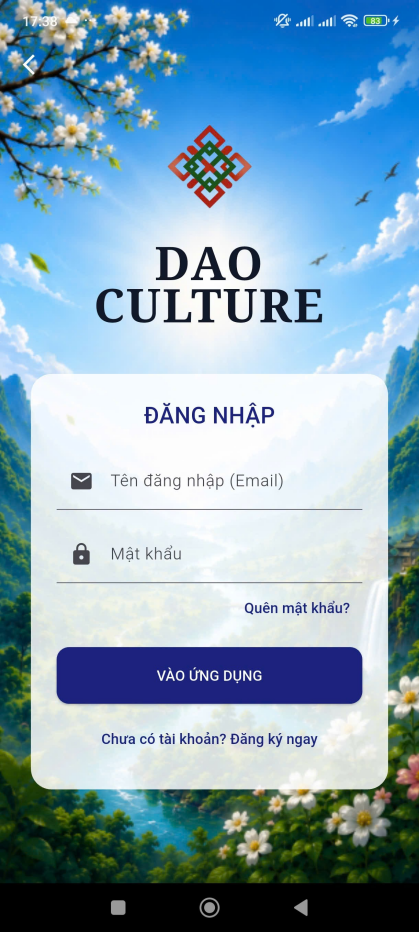 17:38
83
DAO
CULTURE
ĐĂNG NHẬP
Tên đăng nhập (Email)
Mật khẩu
Quên mật khẩu?
VÀO ỨNG DỤNG
Chưa có tài khoản? Đăng ký ngay